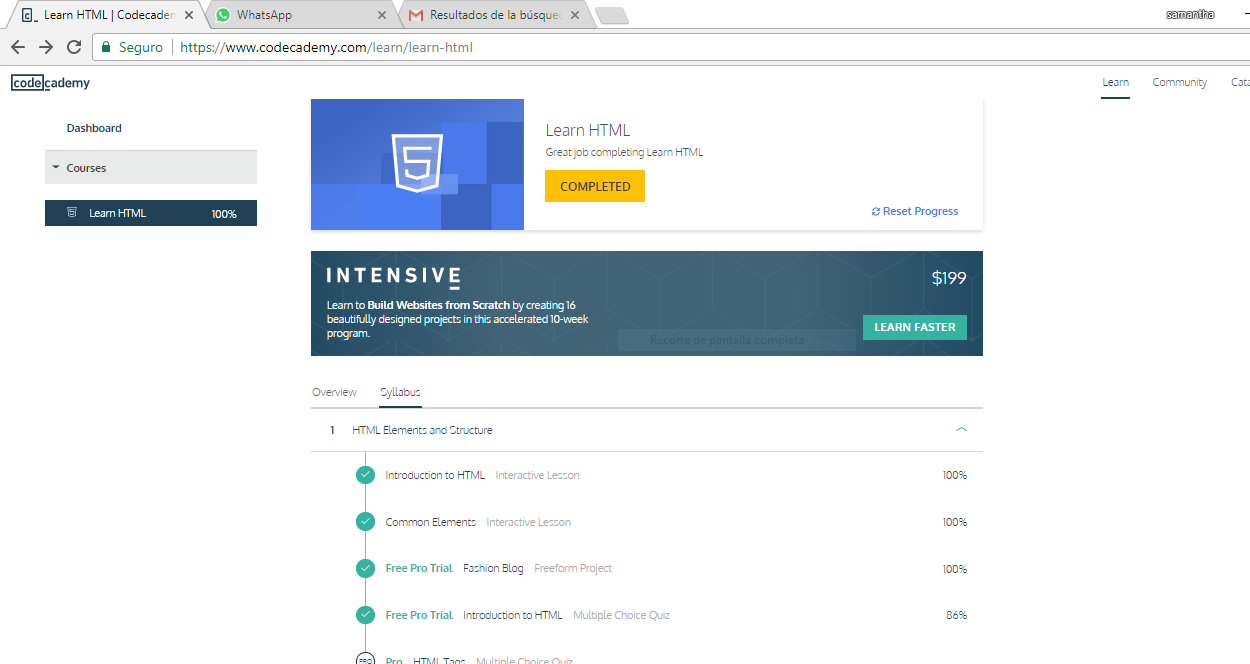 Learn HTML | Codecadem
WhatsApp
Resultados de la búsque
samantha
Seguro
https://www.codecademy.com/learn/learn-html
codecademy
Learn
Community
Cata
Dashboard
Courses
Learn HTML 100%
Learn HTML
Great job completing Learn HTML
COMPLETED
Reset Progress
INTENSIVE
$199
Learn to Build Websites from Scratch by creating 16
beautifully designed projects in this accelerated 10-week
program.
LEARN FASTER
Recorte de pantalla completa
Overview
Syllabus
1 HTML Elements and Structure
Introduction to HTML Interactive Lesson 100%
Common Elements Interactive Lesson 100%
Free Pro Trial Fashion Blog Freeform Project 100%
Free Pro Trial Introduction to HTML Multiple Choice Quiz 86%
PRO Pro HTML Tags Multiple Choice Quiz